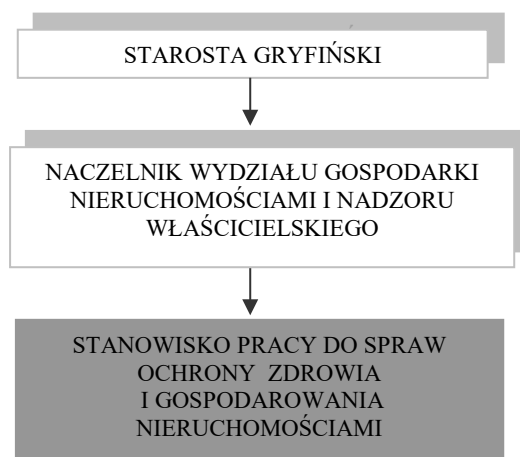 STAROSTA GRYFIŃSKI
NACZELNIK WYDZIAŁU GOSPODARKI
NIERUCHOMOŚCIAMI I NADZORU
WŁAŚCICIELSKIEGO
STANOWISKO PRACY DO SPRAW
OCHRONY ZDROWIA
I GOSPODAROWANIA
NIERUCHOMOŚCIAMI